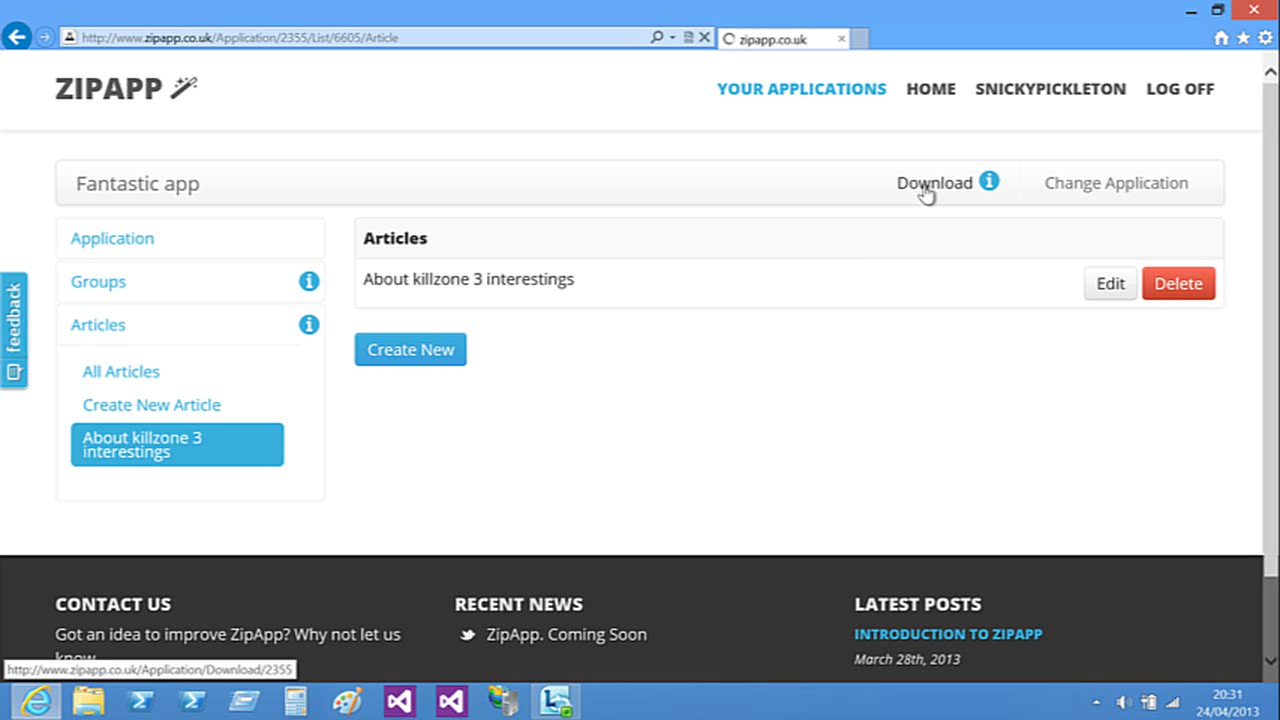 http://www.zipapp.co.uk/Application/2355/List/6605/Article
zipapp.co.uk
ZIPAPP
YOUR APPLICATIONS HOME SNICKYPICKLETON LOG OFF
Fantastic app
Download
Change Application
Application
Groups
Articles
All Articles
Create New Article
About killzone 3
interestings
Articles
About killzone 3 interestings
Edit Delete
Create New
feedback
CONTACT US
Got an idea to improve ZipApp? Why not let us
know
RECENT NEWS
ZipApp. Coming Soon
LATEST POSTS
INTRODUCTION TO ZIPAPP
March 28th, 2013
http://www.zipapp.co.uk/Application/Download/2355
20:31
24/04/2013